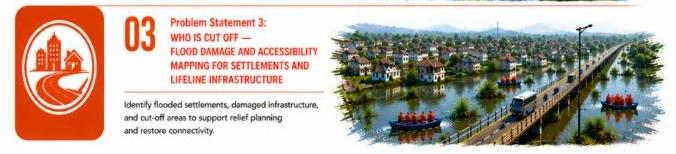 03
Problem Statement 3:
WHO IS CUT OFF —
FLOOD DAMAGE AND ACCESSIBILITY
MAPPING FOR SETTLEMENTS AND
LIFELINE INFRASTRUCTURE
Identify flooded settlements, damaged infrastructure,
and cut-off areas to support relief planning
and restore connectivity.